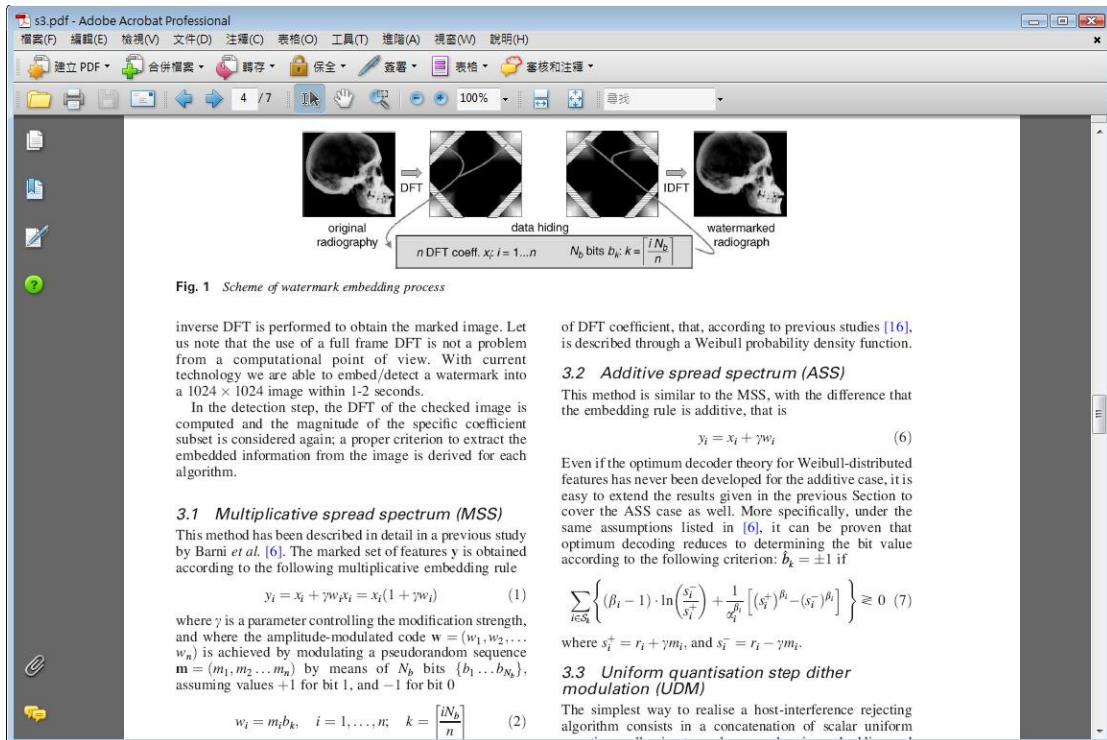 s3.pdf - Adobe Acrobat Professional
檔案(F) 編輯(E) 檢視(V) 文件(D) 注釋(C) 表格(O) 工具(T) 進階(A) 視窗(W) 說明(H)
建立 PDF 合併檔案 轉存 保全 簽署 表格 審核和注釋
4 / 7 100% 尋找
DFT
IDFT
original
radiography
data hiding
watermarked
radiograph
n DFT coeff. xᵢ; i = 1...n N_b bits b_k: k = ⌈i N_b / n⌉
Fig. 1 Scheme of watermark embedding process
inverse DFT is performed to obtain the marked image. Let
us note that the use of a full frame DFT is not a problem
from a computational point of view. With current
technology we are able to embed/detect a watermark into
a 1024 × 1024 image within 1-2 seconds.
In the detection step, the DFT of the checked image is
computed and the magnitude of the specific coefficient
subset is considered again; a proper criterion to extract the
embedded information from the image is derived for each
algorithm.
3.1 Multiplicative spread spectrum (MSS)
This method has been described in detail in a previous study
by Barni et al. [6]. The marked set of features y is obtained
according to the following multiplicative embedding rule
yᵢ = xᵢ + γwᵢxᵢ = xᵢ(1 + γwᵢ) (1)
where γ is a parameter controlling the modification strength,
and where the amplitude-modulated code w = (w₁, w₂, ...
wₙ) is achieved by modulating a pseudorandom sequence
m = (m₁, m₂ ... mₙ) by means of N_b bits {b₁ ... b_{N_b}},
assuming values +1 for bit 1, and −1 for bit 0
wᵢ = mᵢb_k, i = 1, ..., n; k = ⌈iN_b / n⌉ (2)
of DFT coefficient, that, according to previous studies [16],
is described through a Weibull probability density function.
3.2 Additive spread spectrum (ASS)
This method is similar to the MSS, with the difference that
the embedding rule is additive, that is
yᵢ = xᵢ + γwᵢ (6)
Even if the optimum decoder theory for Weibull-distributed
features has never been developed for the additive case, it is
easy to extend the results given in the previous Section to
cover the ASS case as well. More specifically, under the
same assumptions listed in [6], it can be proven that
optimum decoding reduces to determining the bit value
according to the following criterion: b̂_k = ±1 if
∑_{i∈S_k} {(βᵢ − 1) · ln(sᵢ⁻ / sᵢ⁺) + 1/αᵢ^{βᵢ} [(sᵢ⁺)^{βᵢ} − (sᵢ⁻)^{βᵢ}]} ≷ 0 (7)
where sᵢ⁺ = rᵢ + γmᵢ, and sᵢ⁻ = rᵢ − γmᵢ.
3.3 Uniform quantisation step dither
modulation (UDM)
The simplest way to realise a host-interference rejecting
algorithm consists in a concatenation of scalar uniform